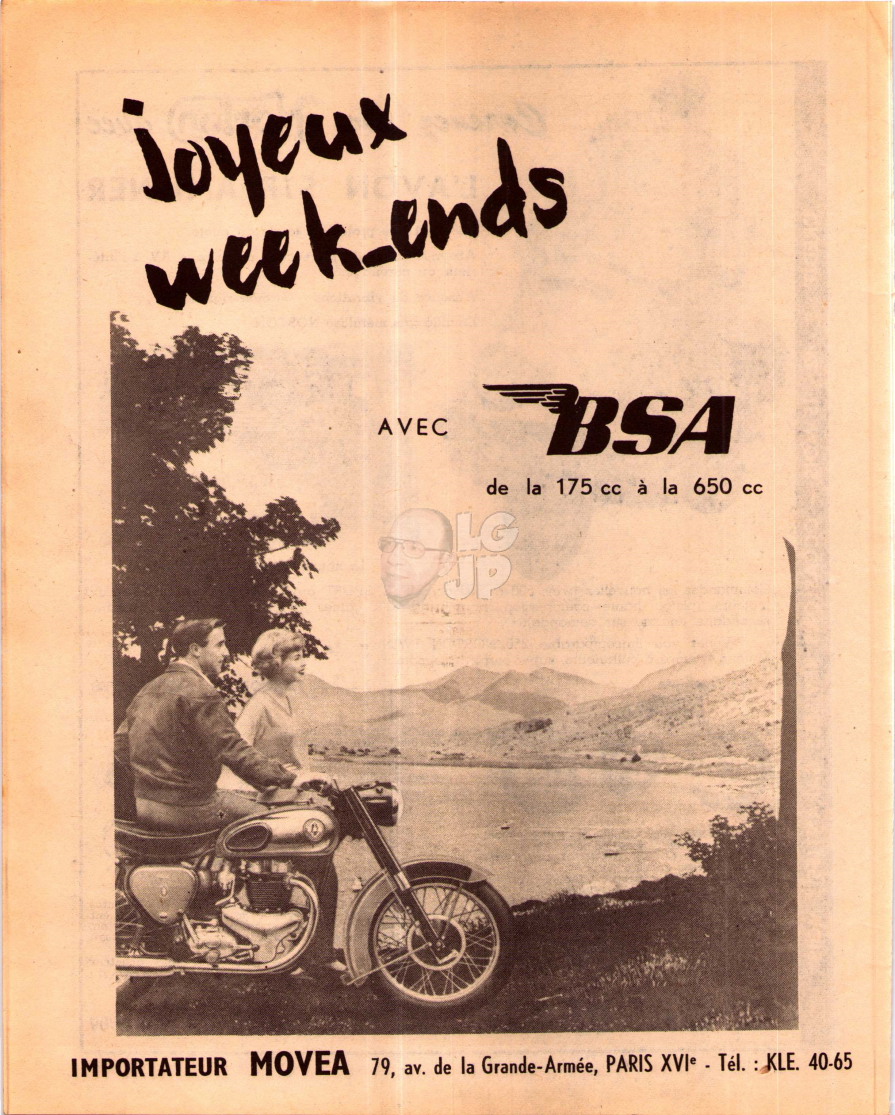 joyeux
week-ends
AVEC BSA
de la 175 cc à la 650 cc
LG
JP
IMPORTATEUR MOVEA 79, av. de la Grande-Armée, PARIS XVIe - Tél. : KLE. 40-65